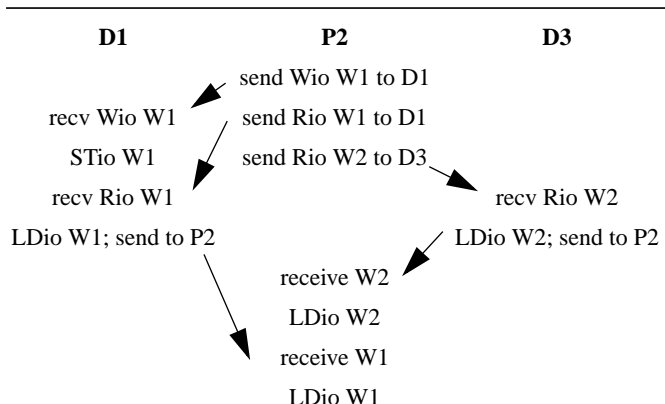 D1 P2 D3
send Wio W1 to D1
recv Wio W1 send Rio W1 to D1
STio W1 send Rio W2 to D3
recv Rio W1 recv Rio W2
LDio W1; send to P2 LDio W2; send to P2
receive W2
LDio W2
receive W1
LDio W1